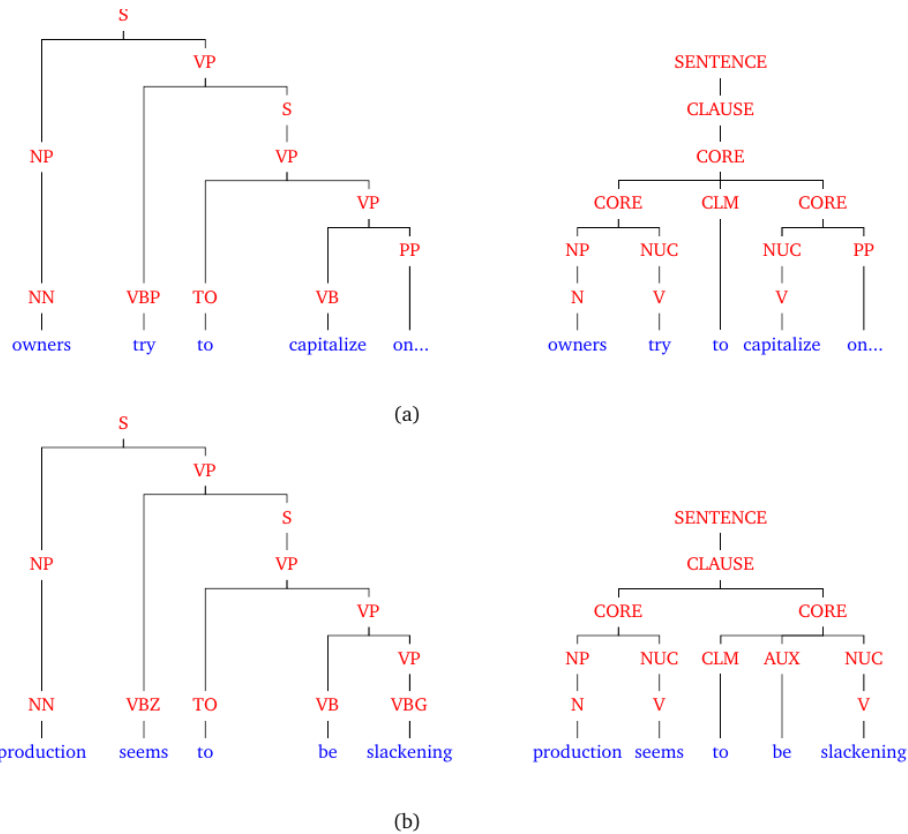 S
VP
SENTENCE
S
CLAUSE
NP
VP
CORE
VP
CORE
CLM
CORE
PP
NP
NUC
NUC
PP
NN
VBP
TO
VB
N
V
V
owners
try
to
capitalize
on...
owners
try
to
capitalize
on...
(a)
S
VP
S
SENTENCE
NP
VP
CLAUSE
VP
CORE
CORE
VP
NP
NUC
CLM
AUX
NUC
NN
VBZ
TO
VB
VBG
N
V
V
production
seems
to
be
slackening
production
seems
to
be
slackening
(b)